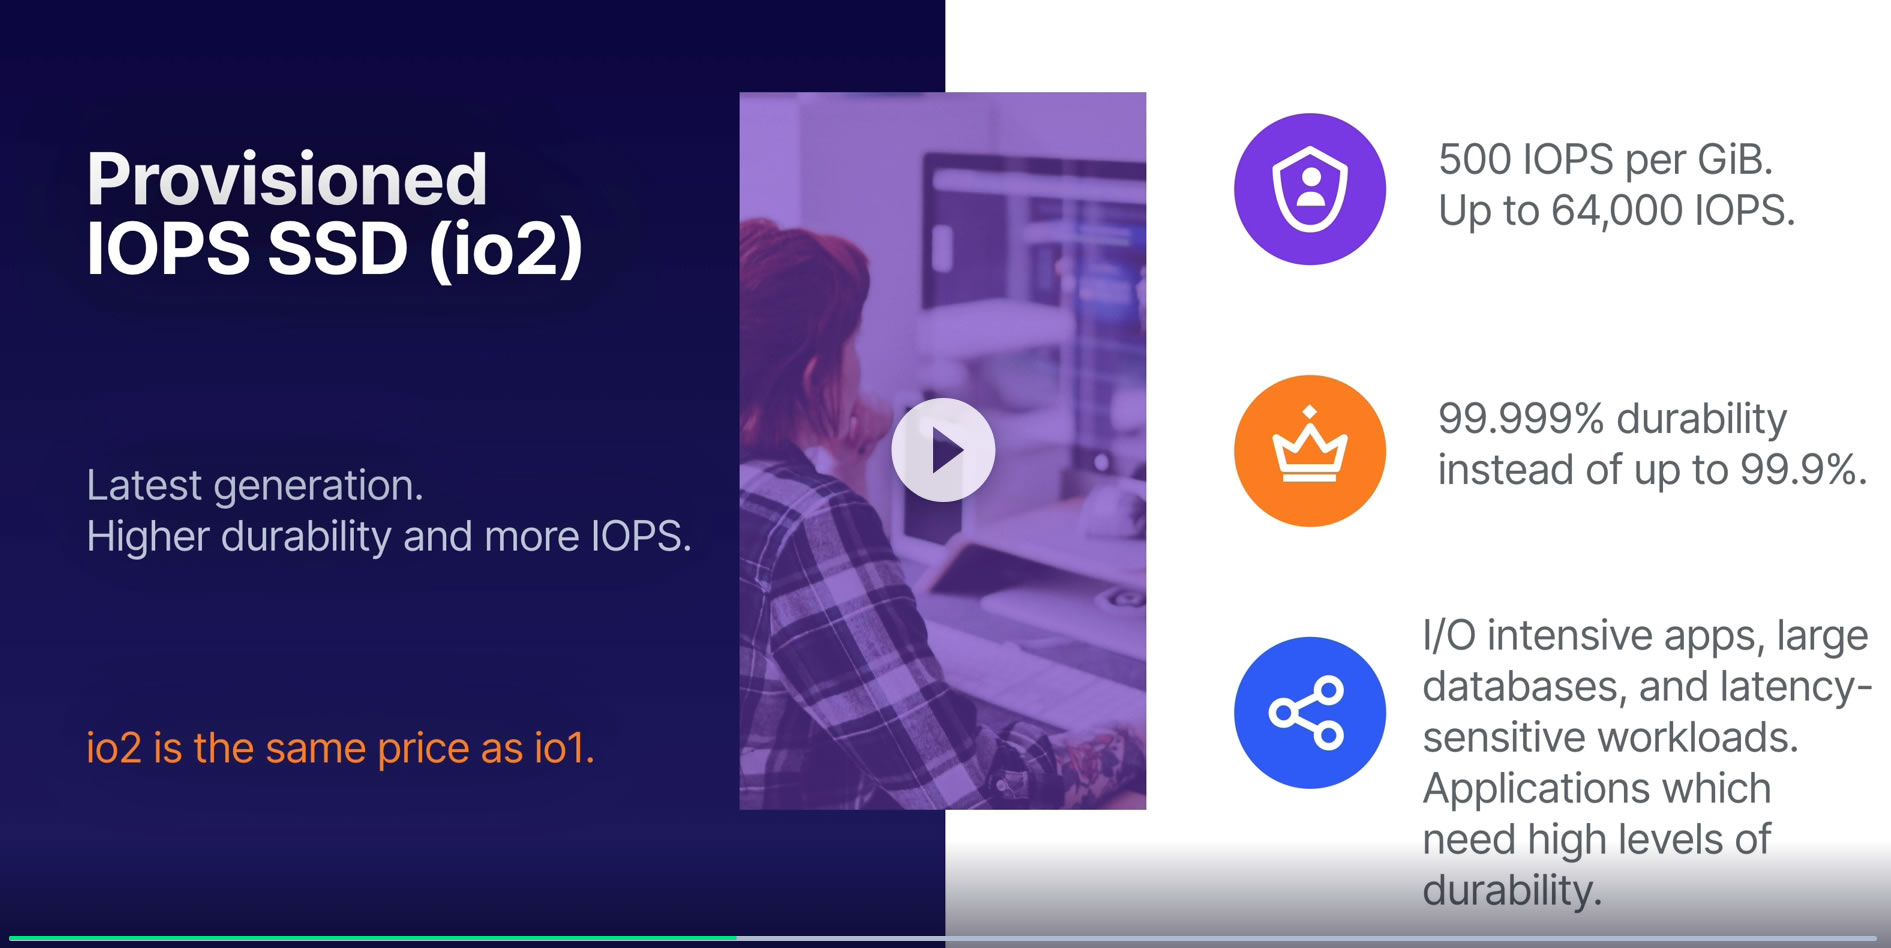 Provisioned
IOPS SSD (io2)
Latest generation.
Higher durability and more IOPS.
io2 is the same price as io1.
500 IOPS per GiB.
Up to 64,000 IOPS.
99.999% durability
instead of up to 99.9%.
I/O intensive apps, large
databases, and latency-
sensitive workloads.
Applications which
need high levels of
durability.